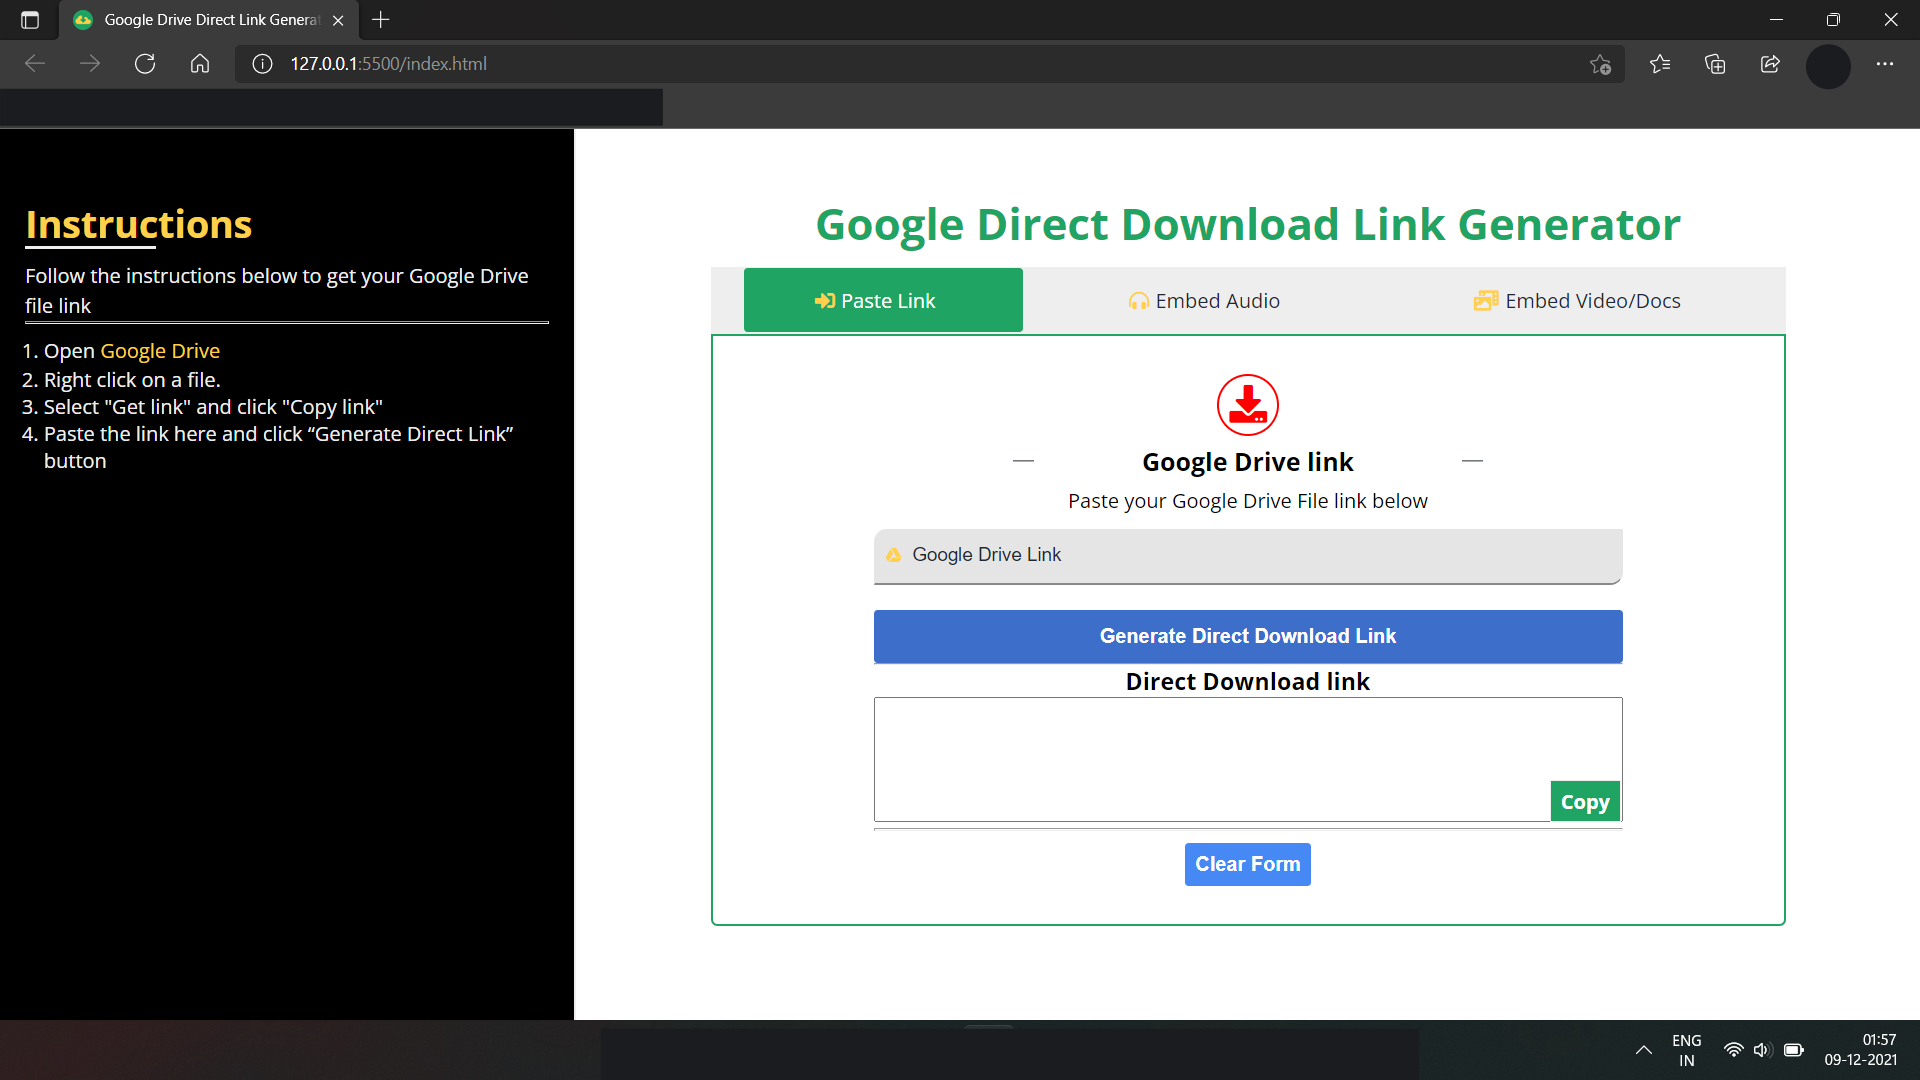 Google Drive Direct Link Genera
127.0.0.1:5500/index.html
Instructions
Follow the instructions below to get your Google Drive
file link
1. Open Google Drive
2. Right click on a file.
3. Select "Get link" and click "Copy link"
4. Paste the link here and click “Generate Direct Link”
button
Google Direct Download Link Generator
Paste Link
Embed Audio
Embed Video/Docs
Google Drive link
Paste your Google Drive File link below
Google Drive Link
Generate Direct Download Link
Direct Download link
Copy
Clear Form
ENG
IN
01:57
09-12-2021